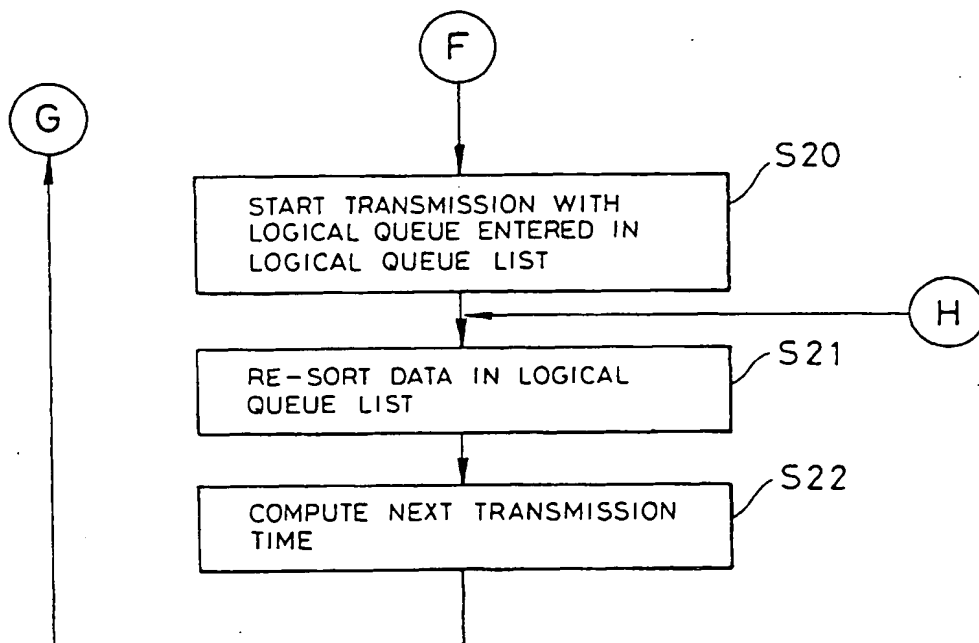 F
G
S20
START TRANSMISSION WITH
LOGICAL QUEUE ENTERED IN
LOGICAL QUEUE LIST
H
S21
RE-SORT DATA IN LOGICAL
QUEUE LIST
S22
COMPUTE NEXT TRANSMISSION
TIME